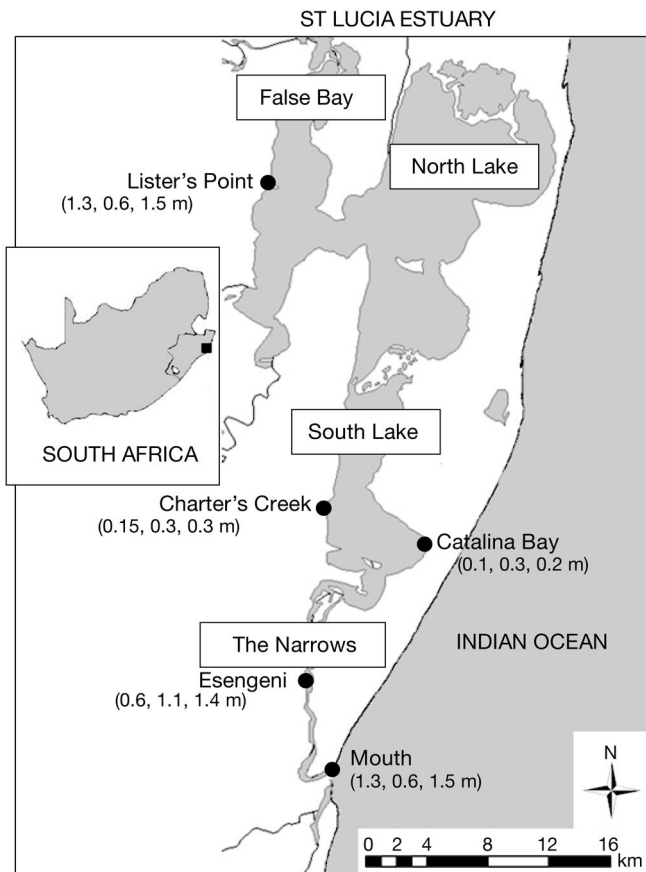 ST LUCIA ESTUARY
False Bay
North Lake
Lister's Point
(1.3, 0.6, 1.5 m)
SOUTH AFRICA
South Lake
Charter's Creek
(0.15, 0.3, 0.3 m)
Catalina Bay
(0.1, 0.3, 0.2 m)
The Narrows
INDIAN OCEAN
Esengeni
(0.6, 1.1, 1.4 m)
Mouth
(1.3, 0.6, 1.5 m)
N
0 2 4 8 12 16
km